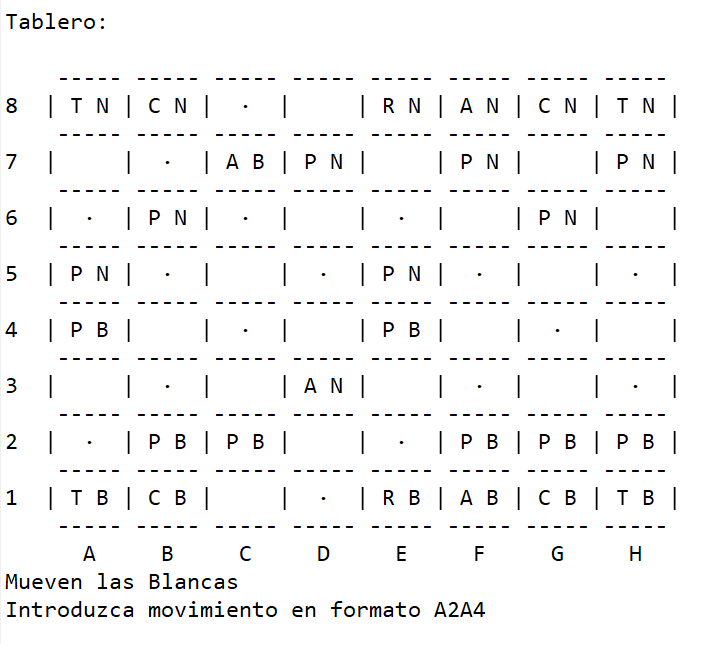 Tablero:
----- ----- ----- ----- ----- ----- ----- -----
8 | T N | C N | · |     | R N | A N | C N | T N |
----- ----- ----- ----- ----- ----- ----- -----
7 |     | · | A B | P N |     | P N |     | P N |
----- ----- ----- ----- ----- ----- ----- -----
6 | · | P N | · |     | · |     | P N |     |
----- ----- ----- ----- ----- ----- ----- -----
5 | P N | · |     | · | P N | · |     | · |
----- ----- ----- ----- ----- ----- ----- -----
4 | P B |     | · |     | P B |     | · |     |
----- ----- ----- ----- ----- ----- ----- -----
3 |     | · |     | A N |     | · |     | · |
----- ----- ----- ----- ----- ----- ----- -----
2 | · | P B | P B |     | · | P B | P B | P B |
----- ----- ----- ----- ----- ----- ----- -----
1 | T B | C B |     | · | R B | A B | C B | T B |
----- ----- ----- ----- ----- ----- ----- -----
A B C D E F G H
Mueven las Blancas
Introduzca movimiento en formato A2A4